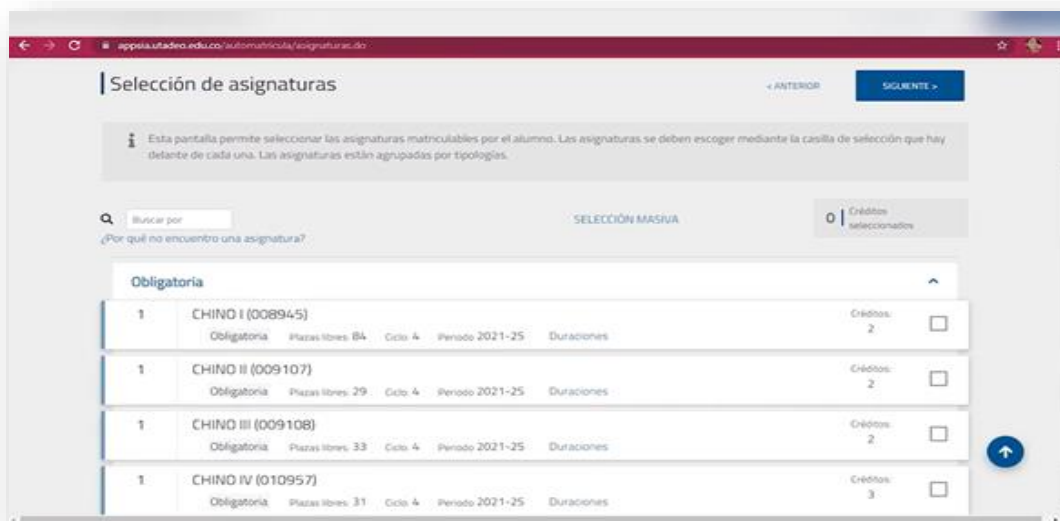 appsia.utadeo.edu.co/automatricula/asignaturas.do
Selección de asignaturas
< ANTERIOR
SIGUIENTE >
Esta pantalla permite seleccionar las asignaturas matriculables por el alumno. Las asignaturas se deben escoger mediante la casilla de selección que hay
delante de cada una. Las asignaturas están agrupadas por tipologías.
Buscar por
SELECCIÓN MASIVA
0 Créditos
seleccionados
¿Por qué no encuentro una asignatura?
Obligatoria
1 CHINO I (008945) Créditos:
Obligatoria Plazas libres: 84 Ciclo: 4 Periodo 2021-25 Duraciones 2
1 CHINO II (009107) Créditos:
Obligatoria Plazas libres: 29 Ciclo: 4 Periodo 2021-25 Duraciones 2
1 CHINO III (009108) Créditos:
Obligatoria Plazas libres: 33 Ciclo: 4 Periodo 2021-25 Duraciones 2
1 CHINO IV (010957) Créditos:
Obligatoria Plazas libres: 31 Ciclo: 4 Periodo 2021-25 Duraciones 3